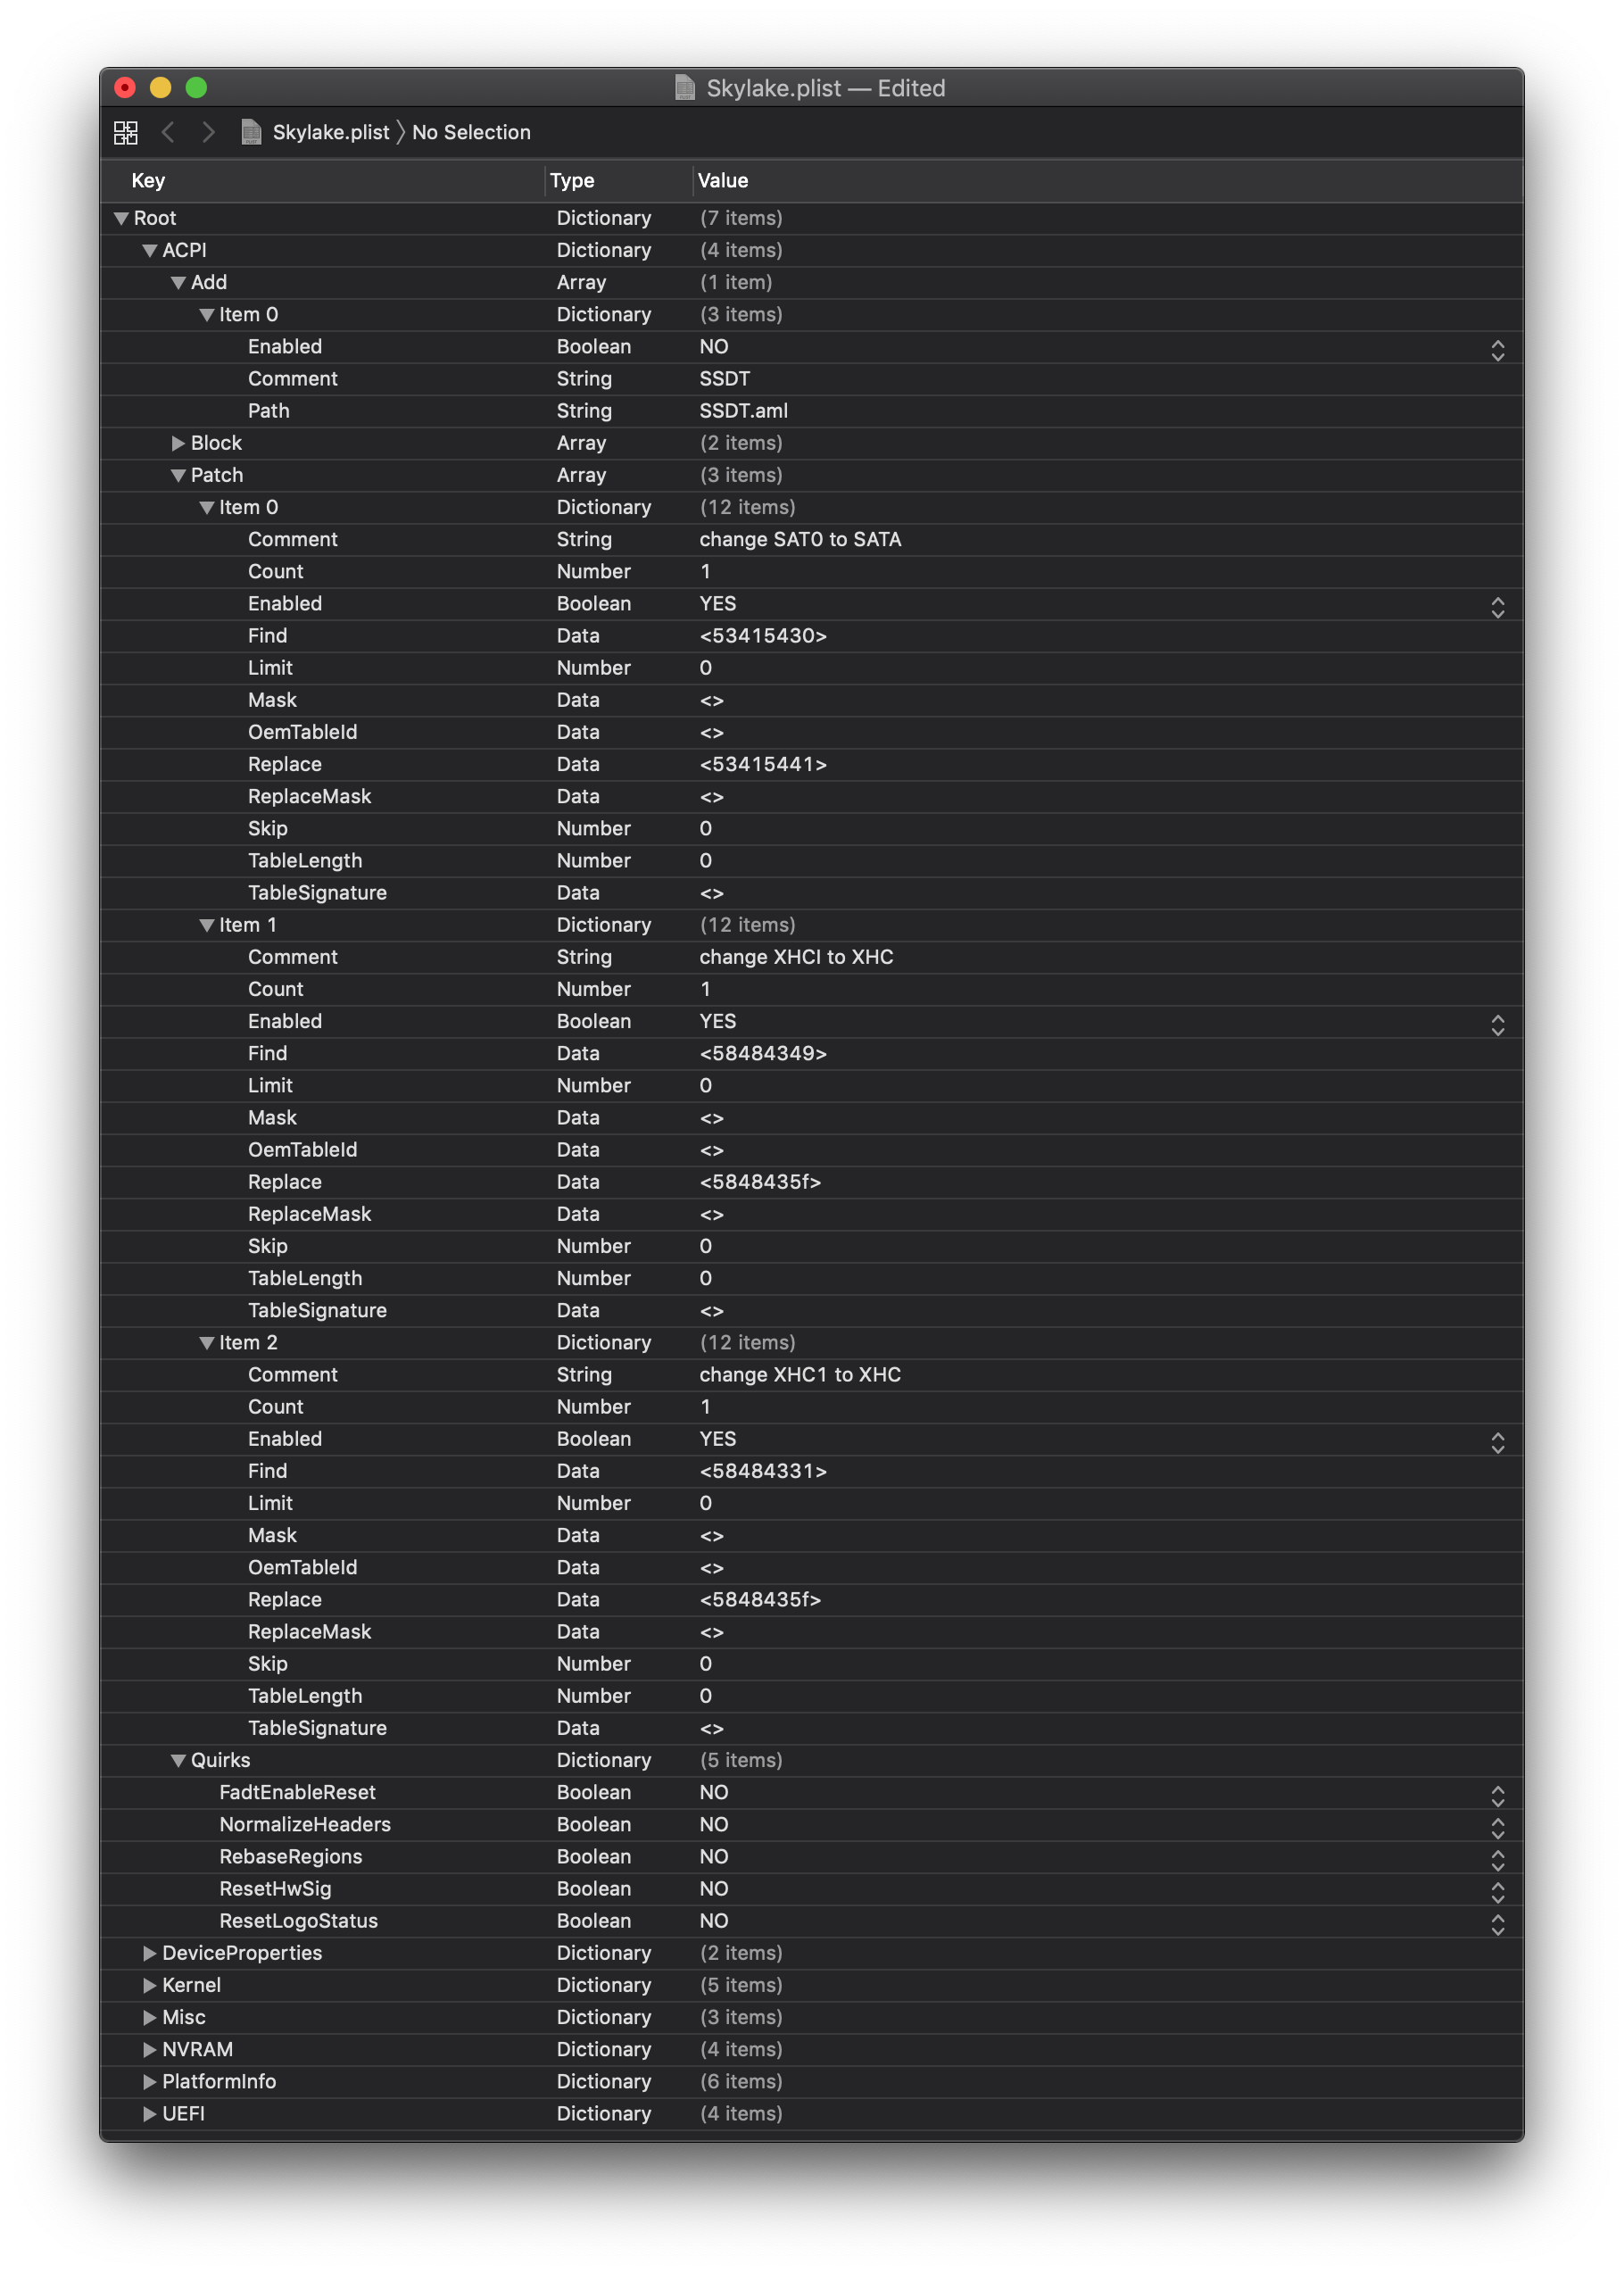 Skylake.plist — Edited
Skylake.plist 〉 No Selection
Key Type Value
Root Dictionary (7 items)
ACPI Dictionary (4 items)
Add Array (1 item)
Item 0 Dictionary (3 items)
Enabled Boolean NO
Comment String SSDT
Path String SSDT.aml
Block Array (2 items)
Patch Array (3 items)
Item 0 Dictionary (12 items)
Comment String change SAT0 to SATA
Count Number 1
Enabled Boolean YES
Find Data <53415430>
Limit Number 0
Mask Data <>
OemTableId Data <>
Replace Data <53415441>
ReplaceMask Data <>
Skip Number 0
TableLength Number 0
TableSignature Data <>
Item 1 Dictionary (12 items)
Comment String change XHCI to XHC
Count Number 1
Enabled Boolean YES
Find Data <58484349>
Limit Number 0
Mask Data <>
OemTableId Data <>
Replace Data <5848435f>
ReplaceMask Data <>
Skip Number 0
TableLength Number 0
TableSignature Data <>
Item 2 Dictionary (12 items)
Comment String change XHC1 to XHC
Count Number 1
Enabled Boolean YES
Find Data <58484331>
Limit Number 0
Mask Data <>
OemTableId Data <>
Replace Data <5848435f>
ReplaceMask Data <>
Skip Number 0
TableLength Number 0
TableSignature Data <>
Quirks Dictionary (5 items)
FadtEnableReset Boolean NO
NormalizeHeaders Boolean NO
RebaseRegions Boolean NO
ResetHwSig Boolean NO
ResetLogoStatus Boolean NO
DeviceProperties Dictionary (2 items)
Kernel Dictionary (5 items)
Misc Dictionary (3 items)
NVRAM Dictionary (4 items)
PlatformInfo Dictionary (6 items)
UEFI Dictionary (4 items)